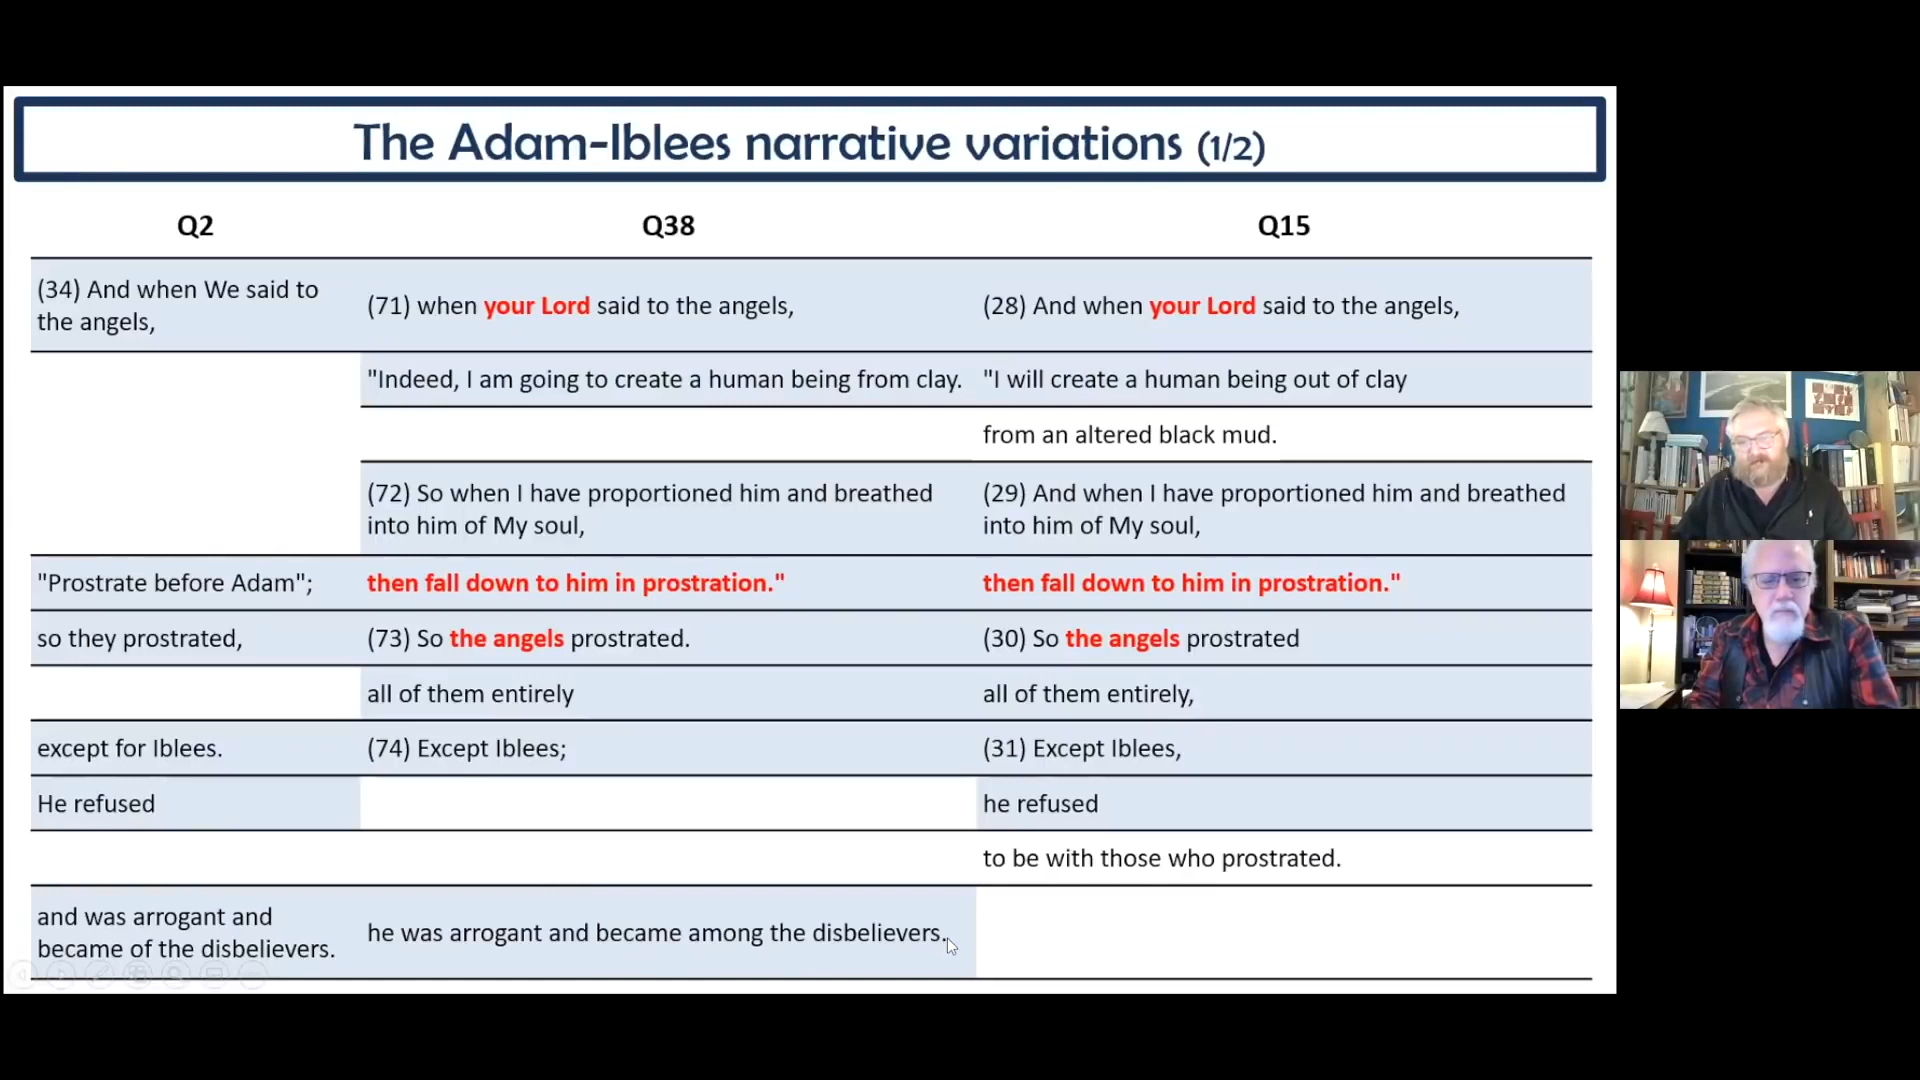 The Adam-Iblees narrative variations (1/2)
Q2 Q38 Q15
(34) And when We said to
the angels,
(71) when your Lord said to the angels,
(28) And when your Lord said to the angels,
"Indeed, I am going to create a human being from clay.
"I will create a human being out of clay
from an altered black mud.
(72) So when I have proportioned him and breathed
into him of My soul,
(29) And when I have proportioned him and breathed
into him of My soul,
"Prostrate before Adam";
then fall down to him in prostration."
then fall down to him in prostration."
so they prostrated,
(73) So the angels prostrated.
(30) So the angels prostrated
all of them entirely
all of them entirely,
except for Iblees.
(74) Except Iblees;
(31) Except Iblees,
He refused
he refused
to be with those who prostrated.
and was arrogant and
became of the disbelievers.
he was arrogant and became among the disbelievers.